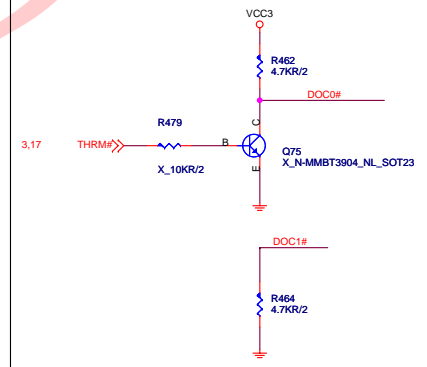 VCC3
R462
4.7KR/2
DOC0#
R479
C
3,17
THRM#
B
Q75
X_N-MMBT3904_NL_SOT23
X_10KR/2
E
DOC1#
R464
4.7KR/2